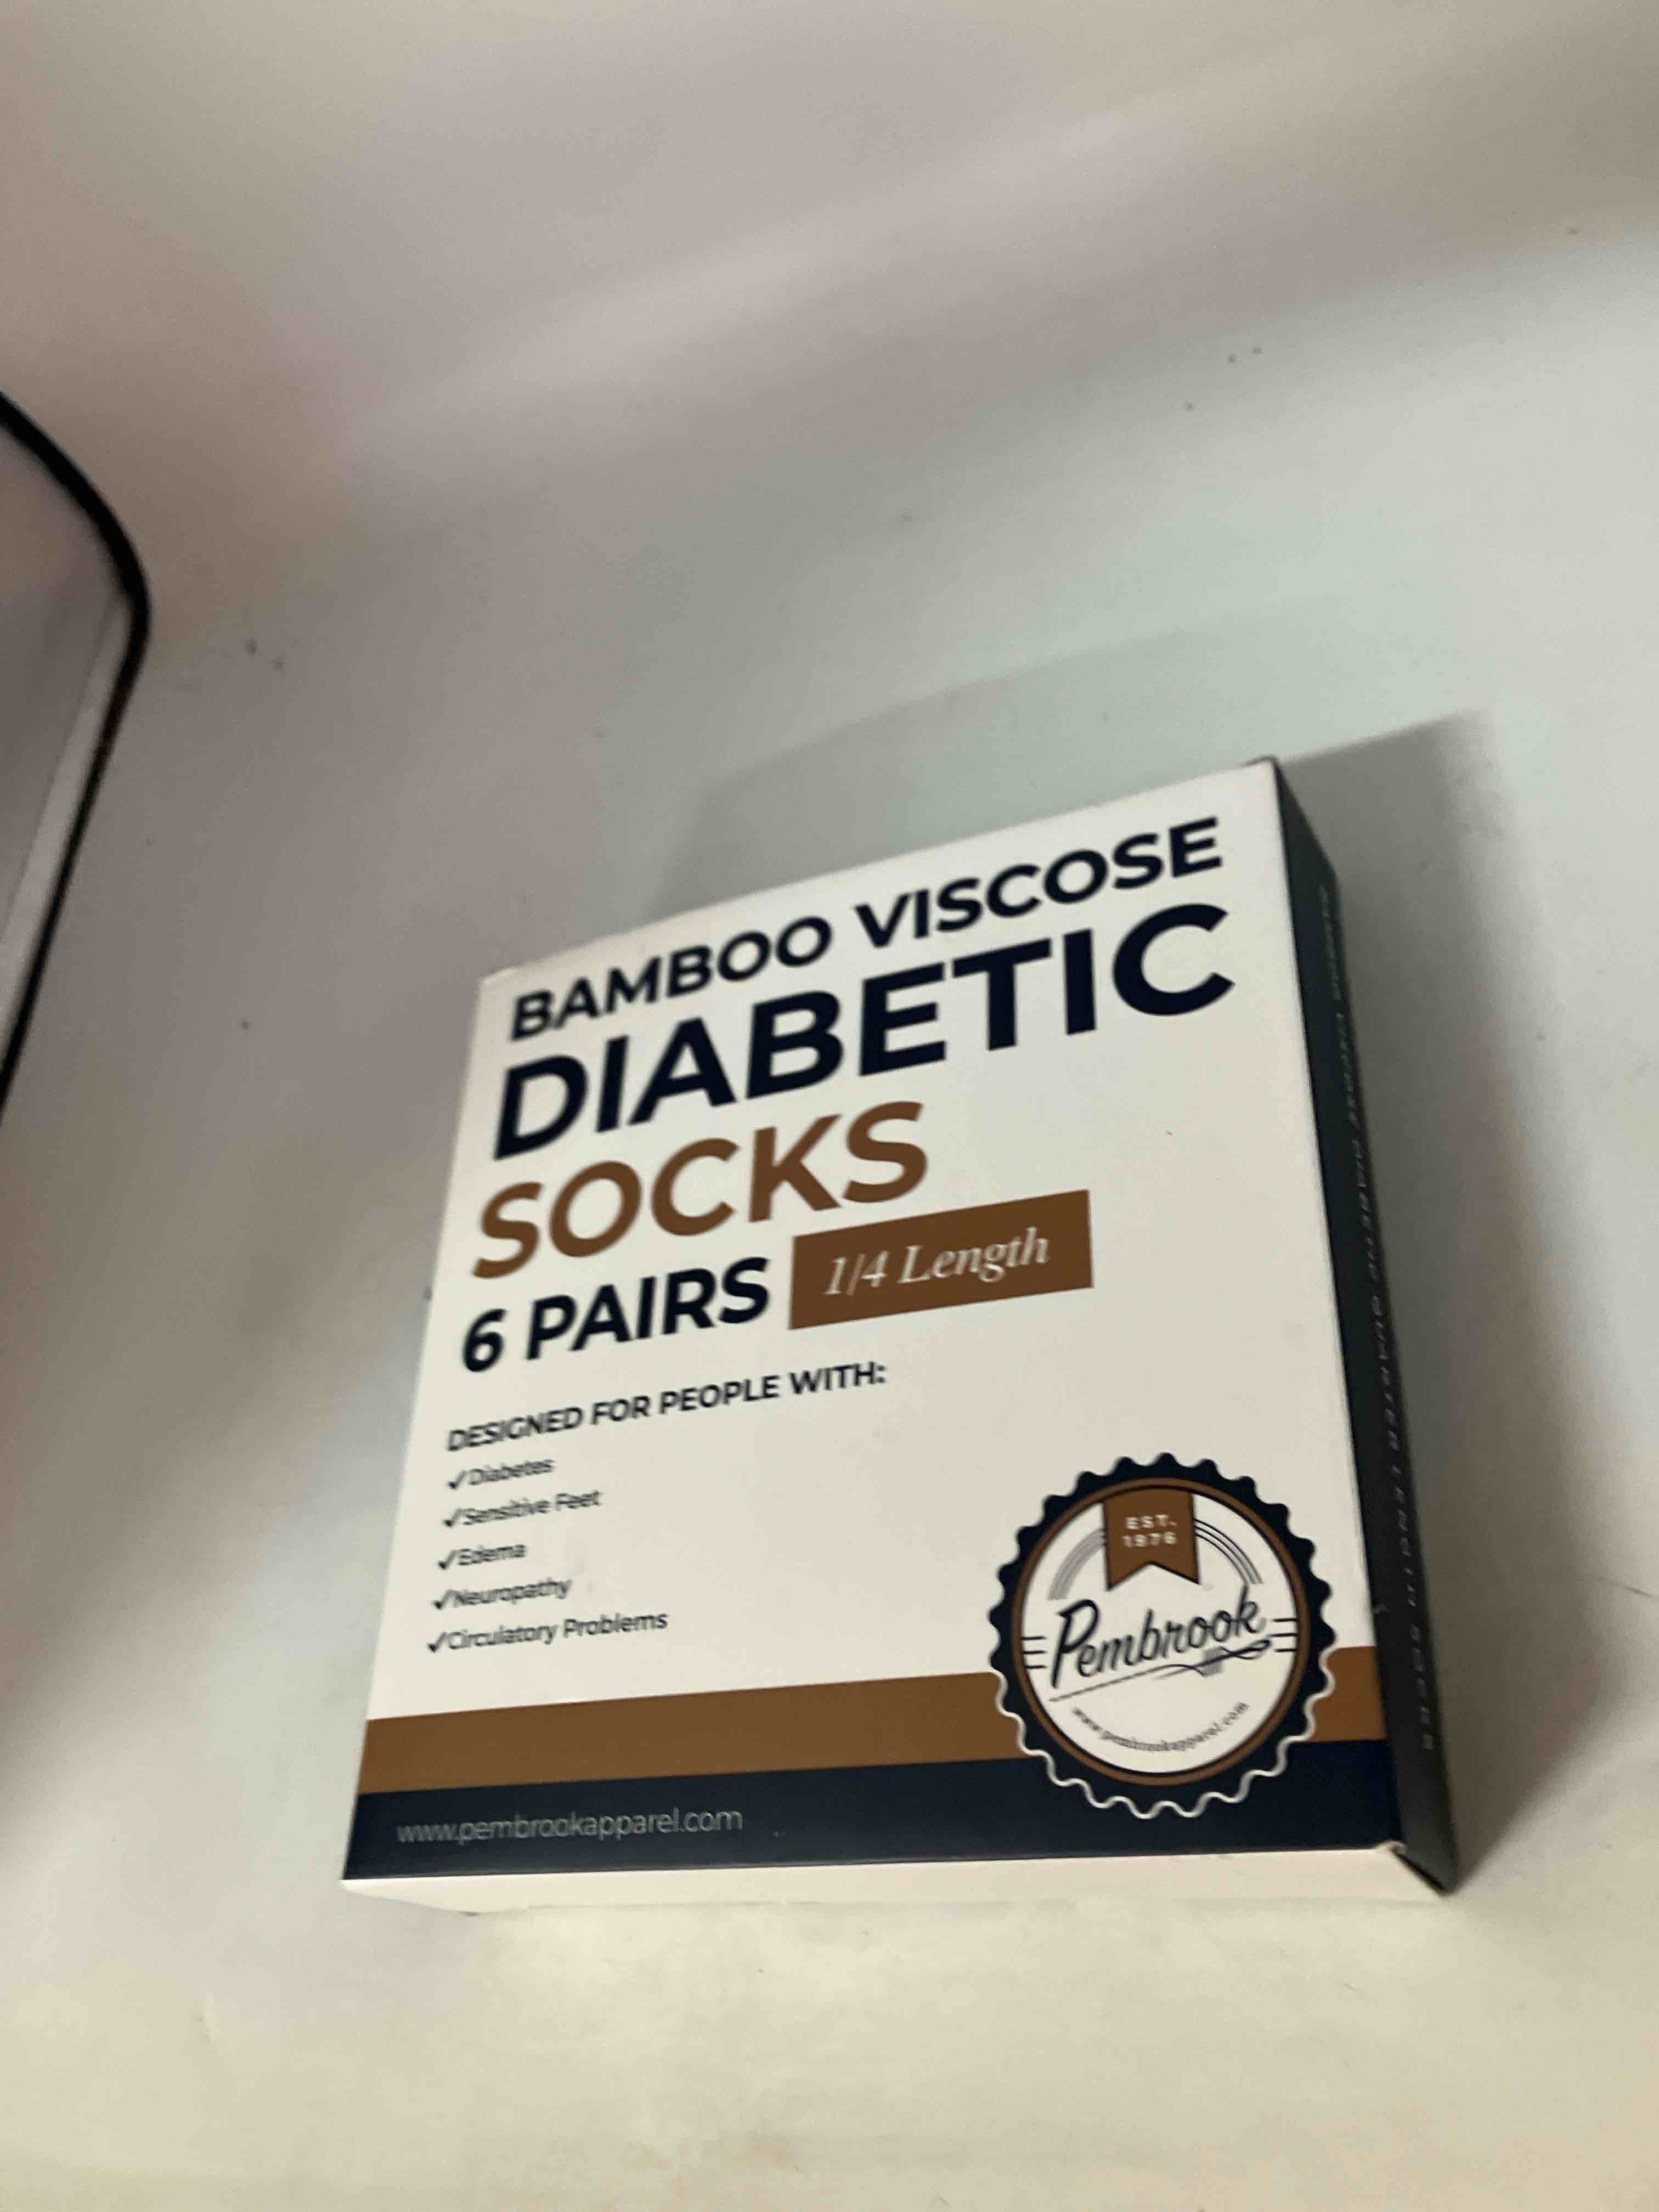 BAMBOO VISCOSE
DIABETIC
SOCKS
6 PAIRS 1/4 Length
DESIGNED FOR PEOPLE WITH:
✓Diabetes
✓Sensitive Feet
✓Edema
✓Neuropathy
✓Circulatory Problems
EST.
1976
Pembrook
www.pembrookapparel.com
www.pembrookapparel.com